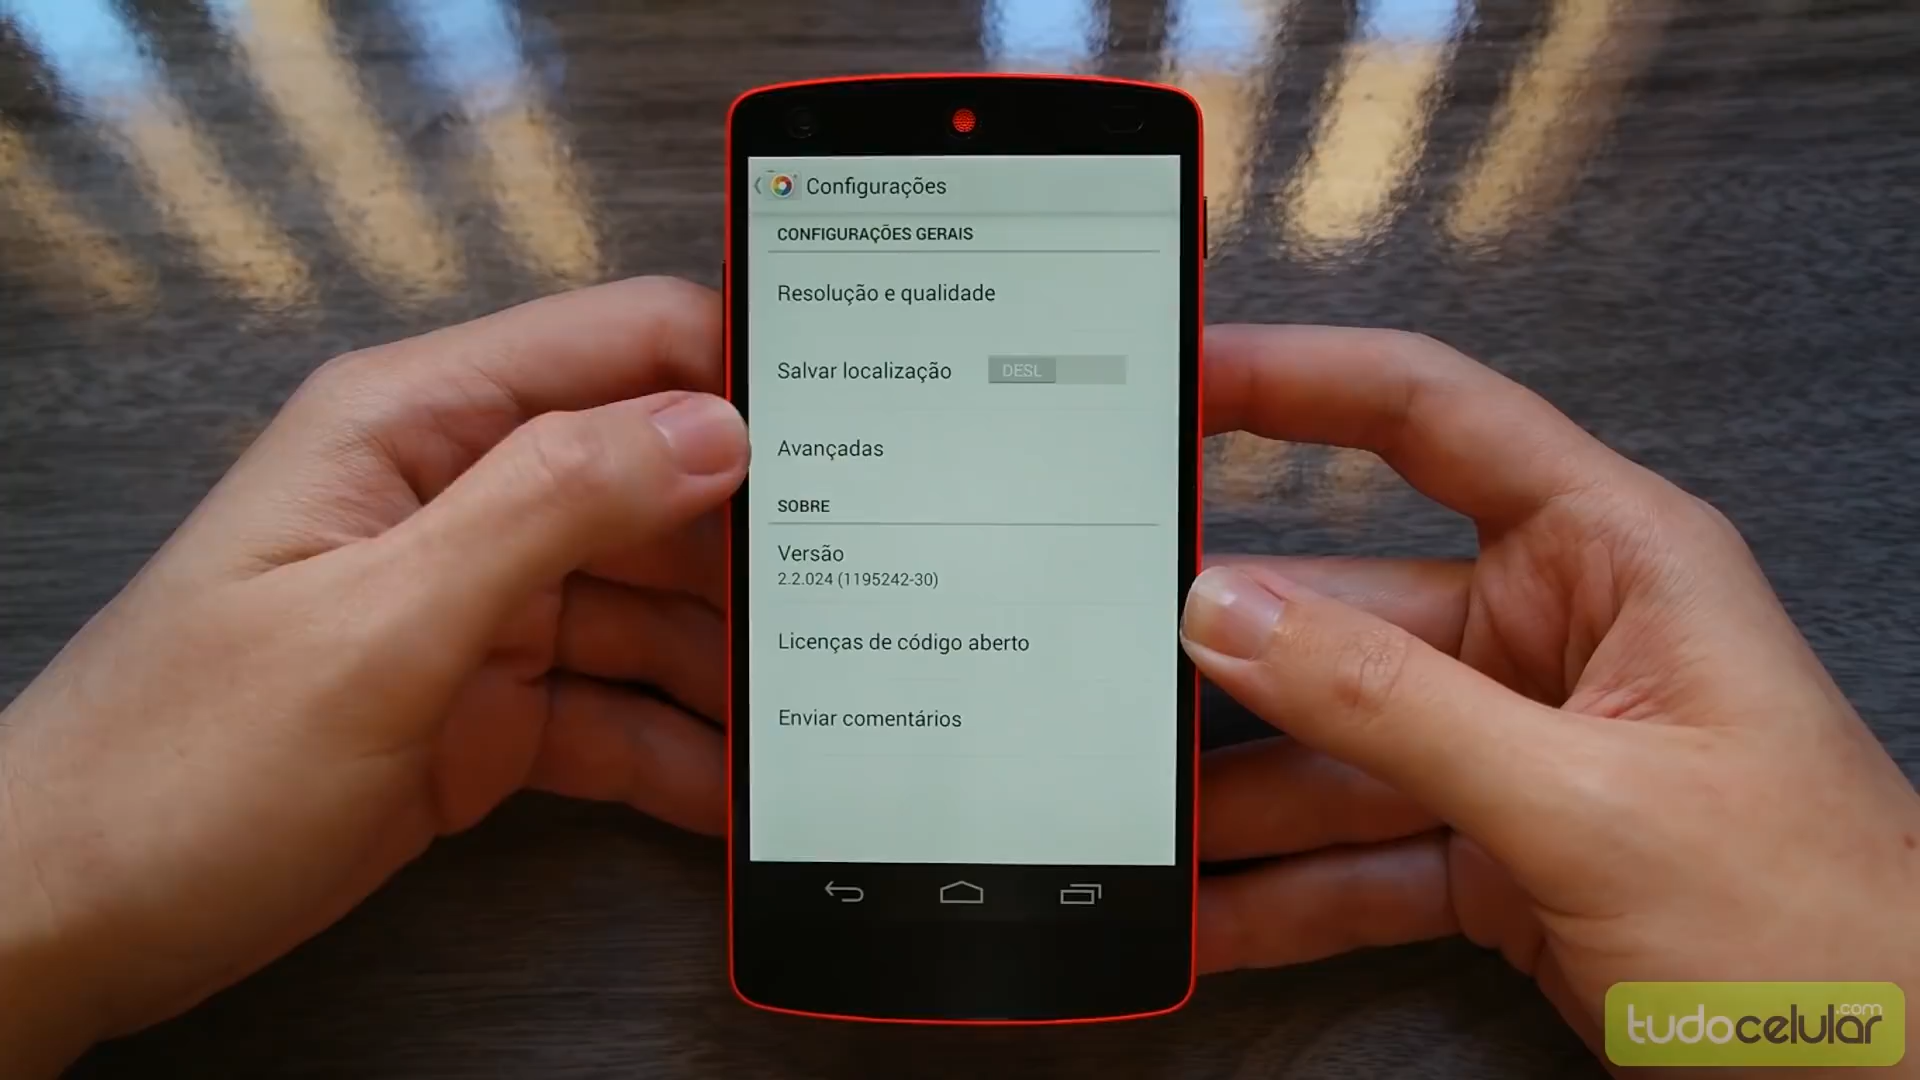 Configurações
CONFIGURAÇÕES GERAIS
Resolução e qualidade
Salvar localização DESL
Avançadas
SOBRE
Versão
2.2.024 (1195242-30)
Licenças de código aberto
Enviar comentários
tudocelular.com